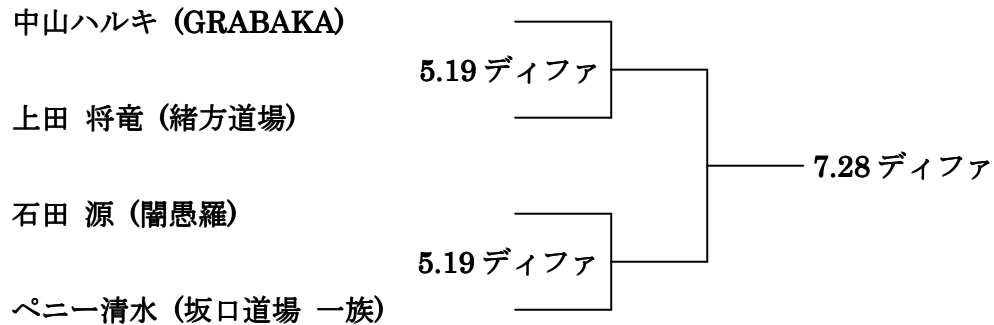 中山ハルキ (GRABAKA)
5.19 ディファ
上田 将竜 (緒方道場)
7.28 ディファ
石田 源 (闇愚羅)
5.19 ディファ
ペニー清水 (坂口道場 一族)